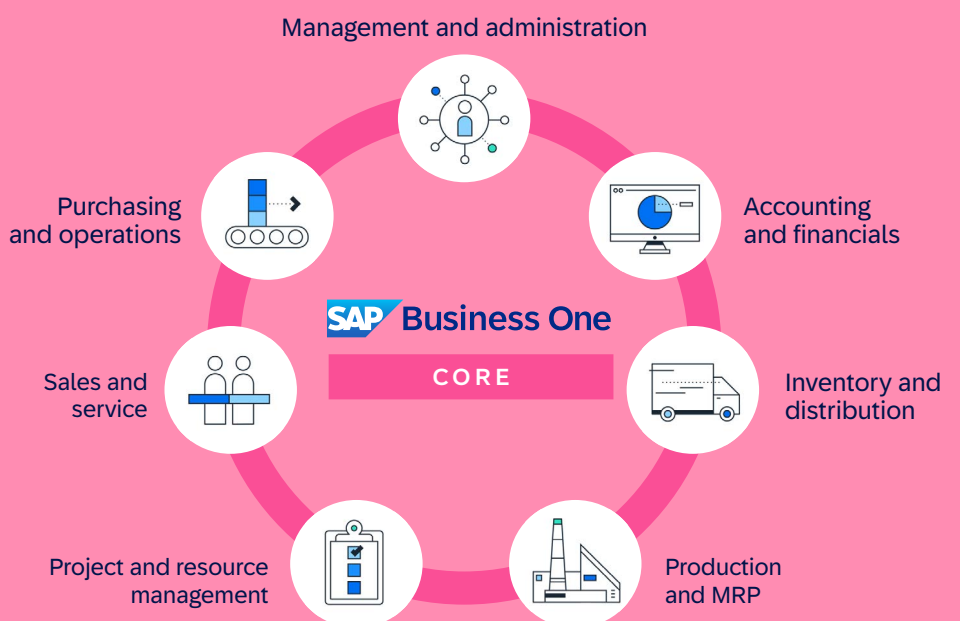 Management and administration
Purchasing
and operations
Accounting
and financials
SAP Business One
CORE
Sales and
service
Inventory and
distribution
Project and resource
management
Production
and MRP